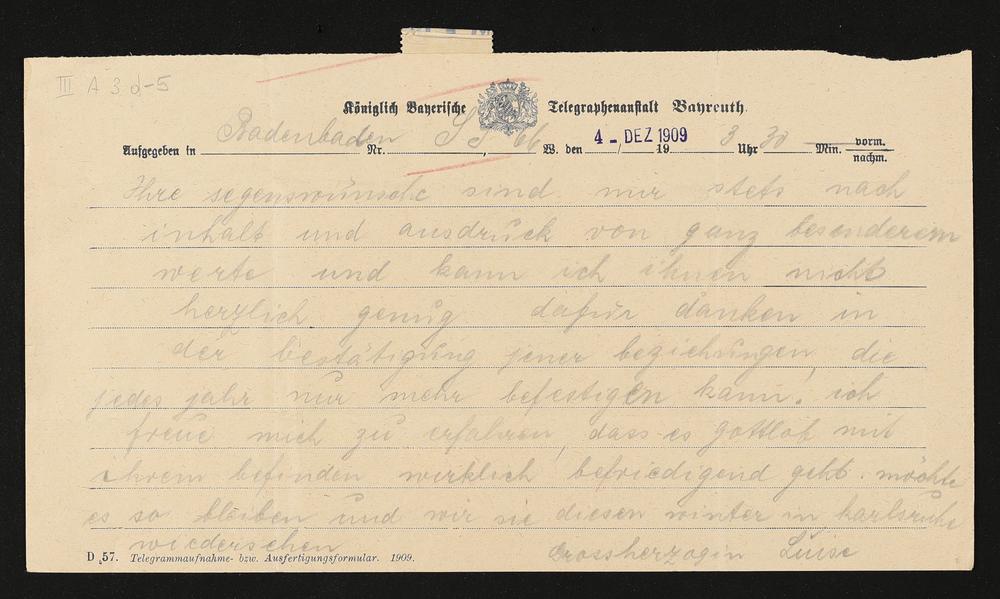 III A 3 d-5
Königlich Bayerische Telegraphenanstalt Bayreuth.
Aufgegeben in Badenbaden Nr. 66 W. den 4 - DEZ 1909 19 3 Uhr 30 Min. vorm. nachm.
Ihre segenswünsche sind mir stets nach
inhalt und ausdruck von ganz besonderem
werte und kann ich ihnen nicht
herzlich genug dafür danken in
der bestätigung jener beziehungen, die
jedes jahr nur mehr befestigen kann. ich
freue mich zu erfahren, dass es gottlob mit
ihrem befinden wirklich befriedigend geht. möchte
es so bleiben und wir sie diesen winter in karlsruhe
wiedersehen
Grossherzogin Luise
D 57. Telegrammaufnahme- bzw. Ausfertigungsformular. 1909.